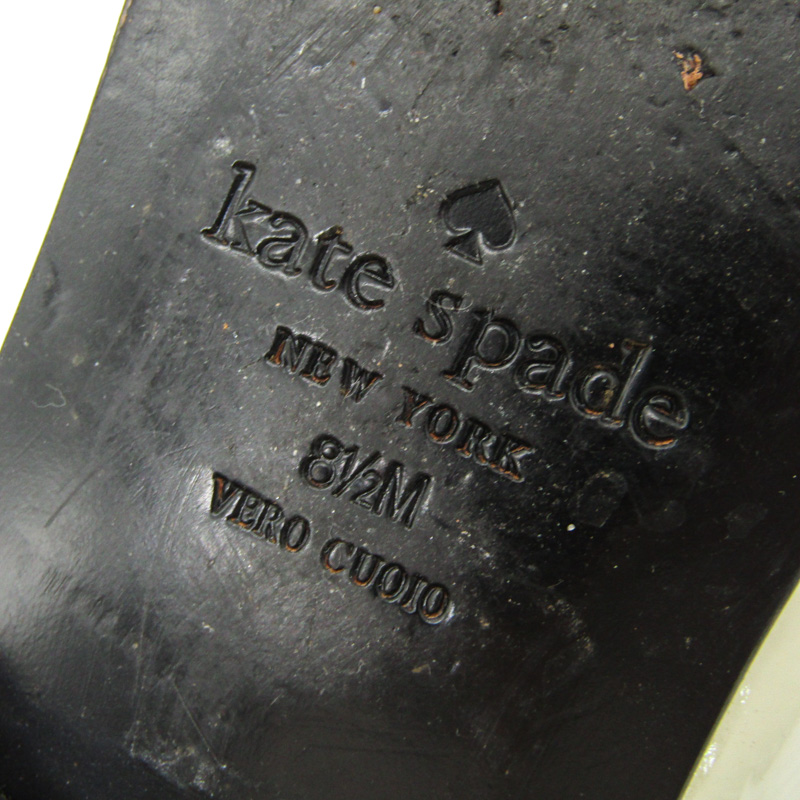 kate spade
NEW YORK
8½M
VERO CUOIO